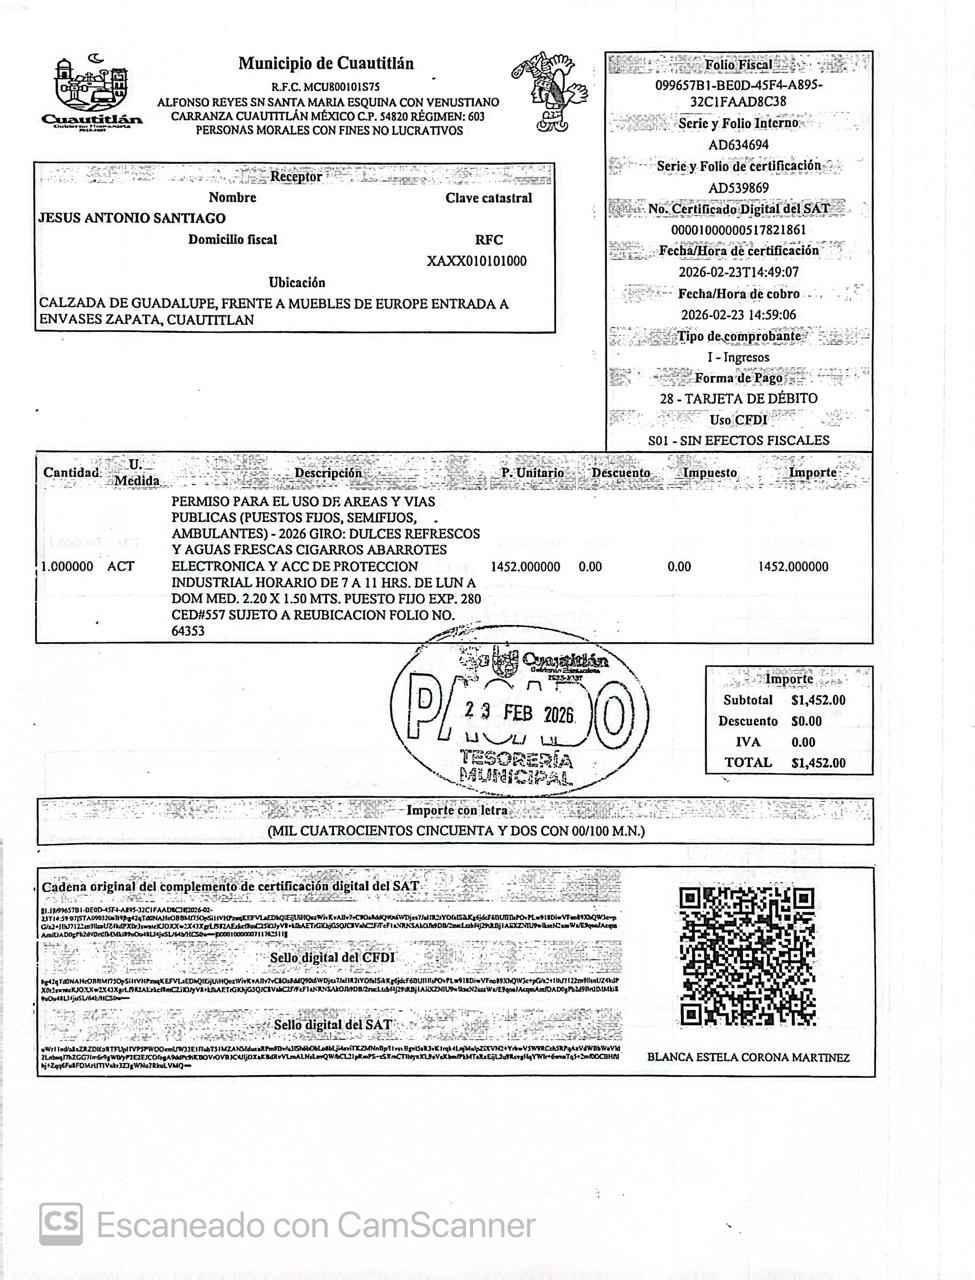 Municipio de Cuautitlán
R.F.C. MCU800101S75
ALFONSO REYES SN SANTA MARIA ESQUINA CON VENUSTIANO
CARRANZA CUAUTITLÁN MÉXICO C.P. 54820 RÉGIMEN: 603
PERSONAS MORALES CON FINES NO LUCRATIVOS
Cuautitlán
Gobierno Humanista
2025-2027
Folio Fiscal
099657B1-BE0D-45F4-A895-
32C1FAAD8C38
Serie y Folio Interno
AD634694
Serie y Folio de certificación
AD539869
No. Certificado Digital del SAT
00001000000517821861
Fecha/Hora de certificación
2026-02-23T14:49:07
Fecha/Hora de cobro
2026-02-23 14:59:06
Tipo de comprobante
I - Ingresos
Forma de Pago
28 - TARJETA DE DÉBITO
Uso CFDI
S01 - SIN EFECTOS FISCALES
Receptor
Nombre Clave catastral
JESUS ANTONIO SANTIAGO
Domicilio fiscal RFC
XAXX010101000
Ubicación
CALZADA DE GUADALUPE, FRENTE A MUEBLES DE EUROPE ENTRADA A
ENVASES ZAPATA, CUAUTITLAN
Cantidad U. Medida Descripción P. Unitario Descuento Impuesto Importe
PERMISO PARA EL USO DE AREAS Y VIAS
PUBLICAS (PUESTOS FIJOS, SEMIFIJOS,
AMBULANTES) - 2026 GIRO: DULCES REFRESCOS
Y AGUAS FRESCAS CIGARROS ABARROTES
1.000000 ACT ELECTRONICA Y ACC DE PROTECCION 1452.000000 0.00 0.00 1452.000000
INDUSTRIAL HORARIO DE 7 A 11 HRS. DE LUN A
DOM MED. 2.20 X 1.50 MTS. PUESTO FIJO EXP. 280
CED#557 SUJETO A REUBICACION FOLIO NO.
64353
Cuautitlán
PAGADO
23 FEB 2026
TESORERÍA
MUNICIPAL
Importe
Subtotal $1,452.00
Descuento $0.00
IVA 0.00
TOTAL $1,452.00
Importe con letra
(MIL CUATROCIENTOS CINCUENTA Y DOS CON 00/100 M.N.)
Cadena original del complemento de certificación digital del SAT
Sello digital del CFDI
Sello digital del SAT
BLANCA ESTELA CORONA MARTINEZ
CS Escaneado con CamScanner